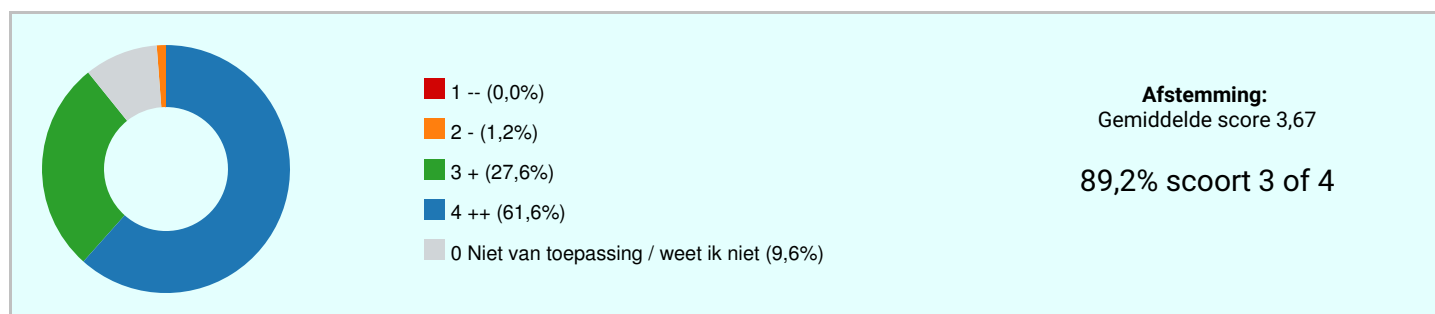 1 -- (0,0%)
2 - (1,2%)
3 + (27,6%)
4 ++ (61,6%)
0 Niet van toepassing / weet ik niet (9,6%)
Afstemming:
Gemiddelde score 3,67
89,2% scoort 3 of 4